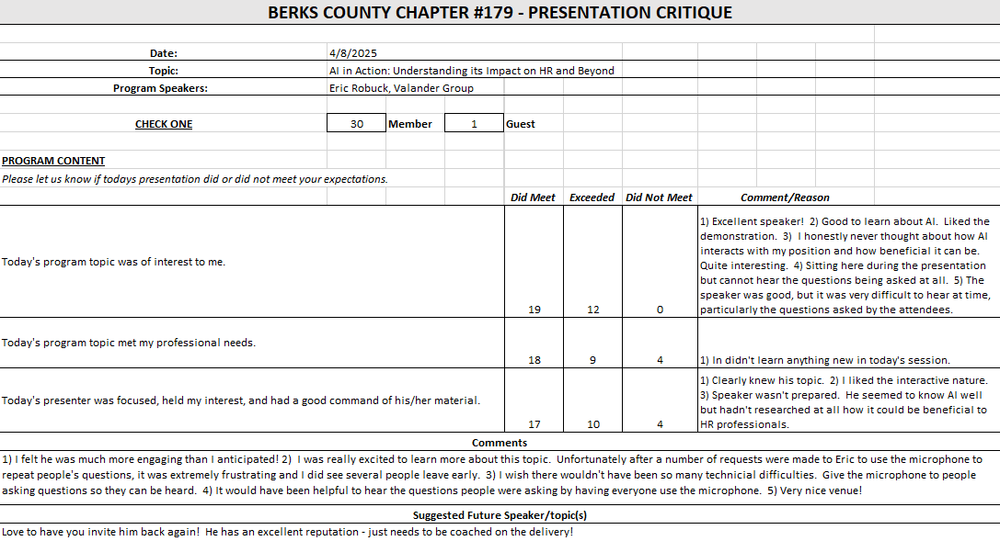 BERKS COUNTY CHAPTER #179 - PRESENTATION CRITIQUE
Date: 4/8/2025
Topic: AI in Action: Understanding its Impact on HR and Beyond
Program Speakers: Eric Robuck, Valander Group
CHECK ONE 30 Member 1 Guest
PROGRAM CONTENT
Please let us know if todays presentation did or did not meet your expectations.
Did Meet Exceeded Did Not Meet Comment/Reason
1) Excellent speaker! 2) Good to learn about AI. Liked the
demonstration. 3) I honestly never thought about how AI
interacts with my position and how beneficial it can be.
Today's program topic was of interest to me.
Quite interesting. 4) Sitting here during the presentation
but cannot hear the questions being asked at all. 5) The
speaker was good, but it was very difficult to hear at time,
19 12 0 particularly the questions asked by the attendees.
Today's program topic met my professional needs.
18 9 4 1) In didn't learn anything new in today's session.
1) Clearly knew his topic. 2) I liked the interactive nature.
3) Speaker wasn't prepared. He seemed to know AI well
Today's presenter was focused, held my interest, and had a good command of his/her material.
but hadn't researched at all how it could be beneficial to
17 10 4 HR professionals.
Comments
1) I felt he was much more engaging than I anticipated! 2) I was really excited to learn more about this topic. Unfortunately after a number of requests were made to Eric to use the microphone to
repeat people's questions, it was extremely frustrating and I did see several people leave early. 3) I wish there wouldn't have been so many technicial difficulties. Give the microphone to people
asking questions so they can be heard. 4) It would have been helpful to hear the questions people were asking by having everyone use the microphone. 5) Very nice venue!
Suggested Future Speaker/topic(s)
Love to have you invite him back again! He has an excellent reputation - just needs to be coached on the delivery!